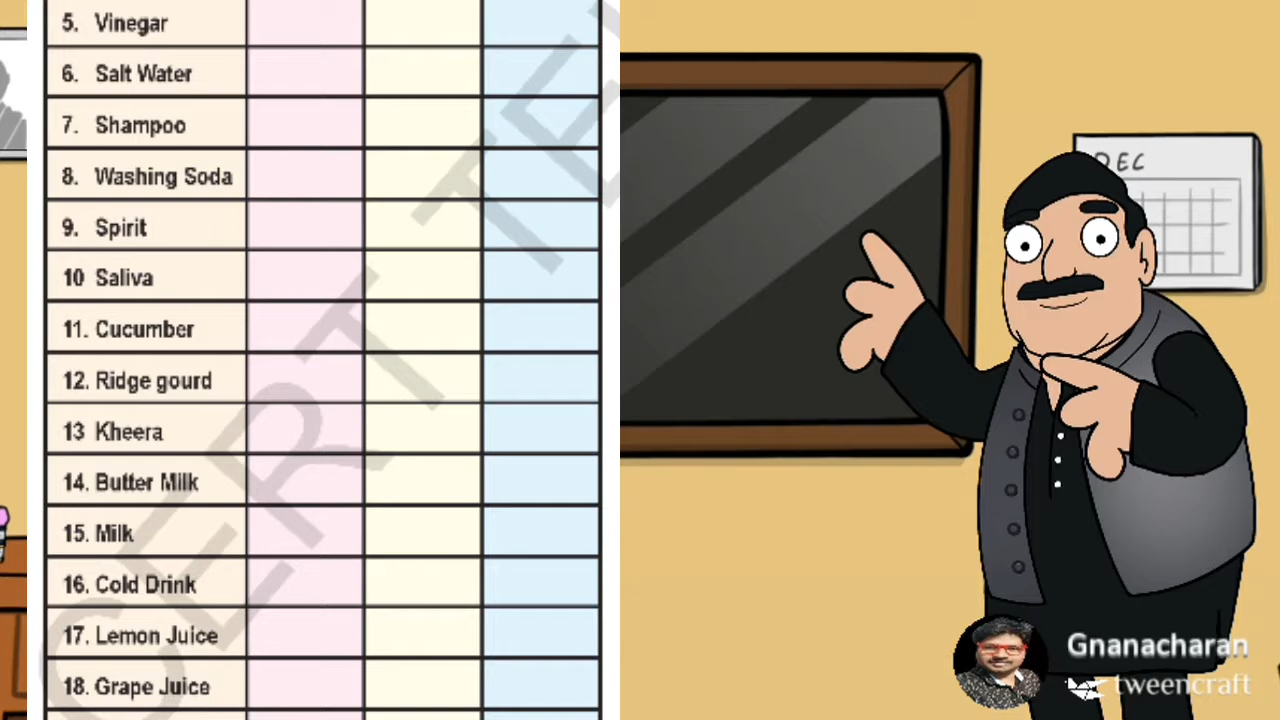 5. Vinegar
6. Salt Water
7. Shampoo
8. Washing Soda
9. Spirit
10 Saliva
11. Cucumber
12. Ridge gourd
13 Kheera
14. Butter Milk
15. Milk
16. Cold Drink
17. Lemon Juice
18. Grape Juice
CERT TE
DEC
Gnanacharan
tweencraft